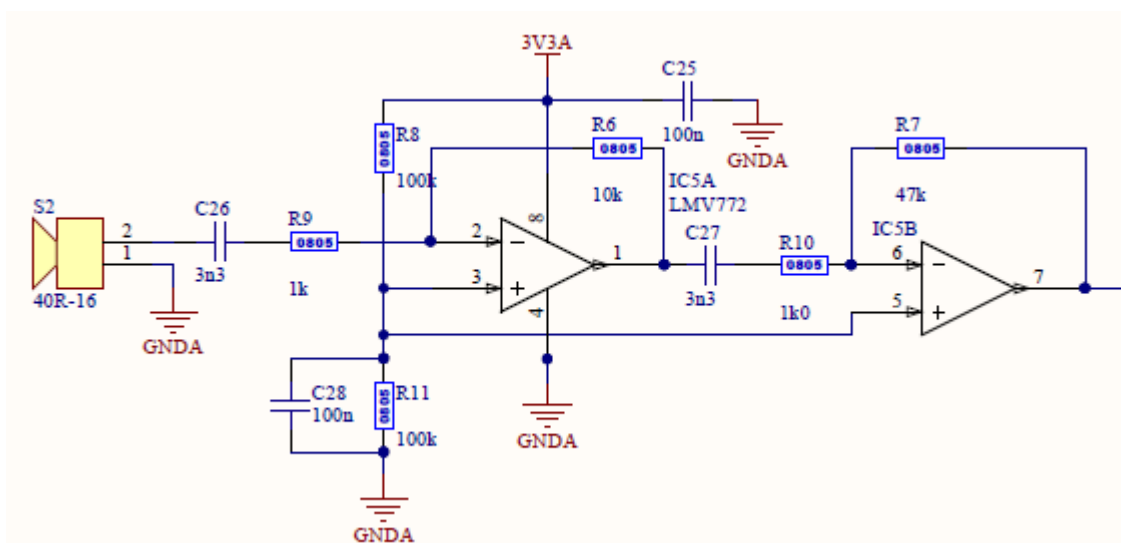 3V3A
C25
100n
GNDA
R8
0805
100k
R6
0805
10k
R7
0805
47k
IC5A
LMV772
S2
2
1
40R-16
GNDA
C26
3n3
R9
0805
1k
2
3
8
4
1
C27
3n3
R10
0805
1k0
IC5B
6
5
7
C28
100n
R11
0805
100k
GNDA
GNDA